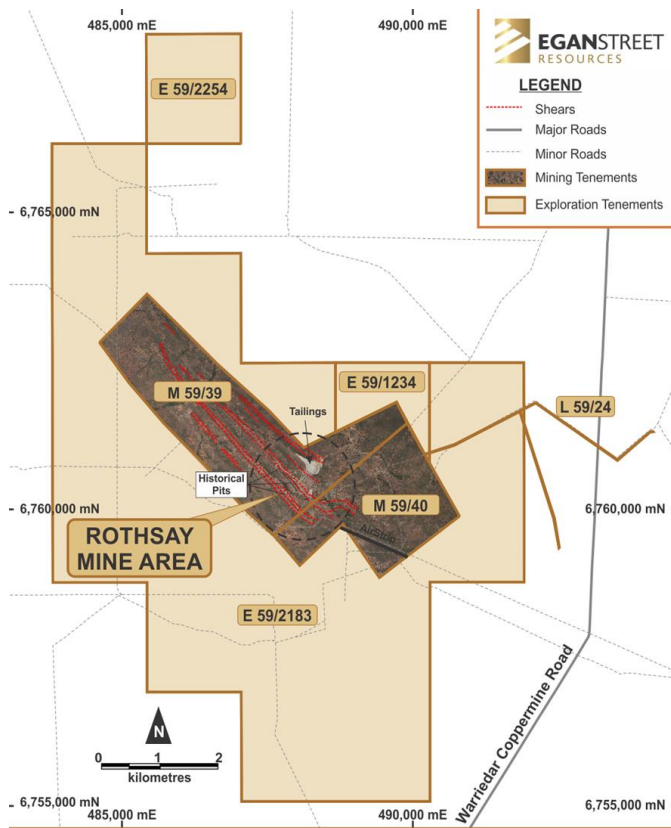 485,000 mE
490,000 mE
EGANSTREET
RESOURCES
LEGEND
Shears
Major Roads
Minor Roads
Mining Tenements
Exploration Tenements
E 59/2254
6,765,000 mN
E 59/1234
M 59/39
L 59/24
Tailings
Historical
Pits
M 59/40
6,760,000 mN
6,760,000 mN
ROTHSAY
MINE AREA
Airstrip
E 59/2183
Warriedar Coppermine Road
N
0 1 2
kilometres
6,755,000 mN
6,755,000 mN
485,000 mE
490,000 mE